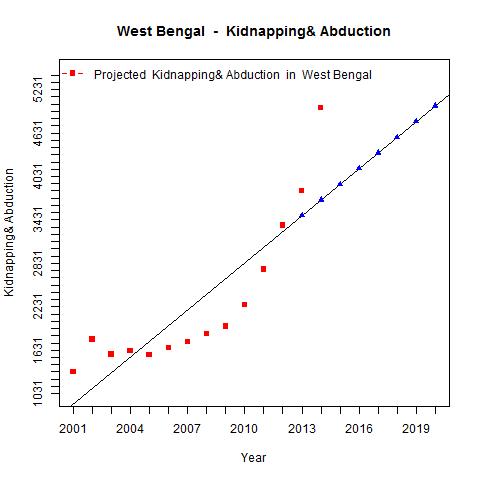 West Bengal - Kidnapping& Abduction
Projected Kidnapping& Abduction in West Bengal
Kidnapping& Abduction
5231
4631
4031
3431
2831
2231
1631
1031
2001 2004 2007 2010 2013 2016 2019
Year